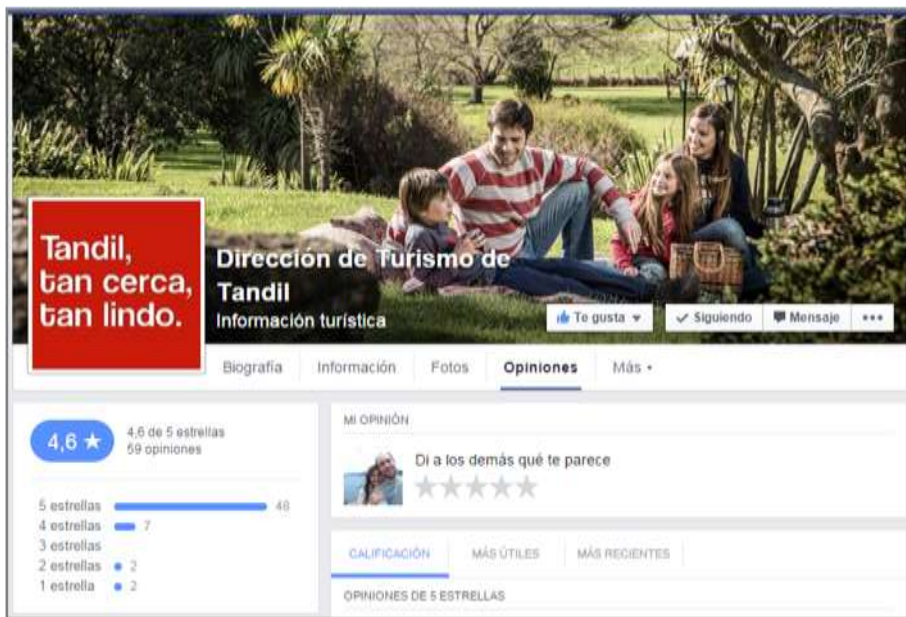 Tandil,
tan cerca,
tan lindo.
Dirección de Turismo de
Tandil
Información turística
Te gusta
Siguiendo
Mensaje
Biografía
Información
Fotos
Opiniones
Más
4,6 ★
4,6 de 5 estrellas
59 opiniones
5 estrellas 48
4 estrellas 7
3 estrellas
2 estrellas 2
1 estrella 2
MI OPINIÓN
Di a los demás qué te parece
CALIFICACIÓN
MÁS ÚTILES
MÁS RECIENTES
OPINIONES DE 5 ESTRELLAS